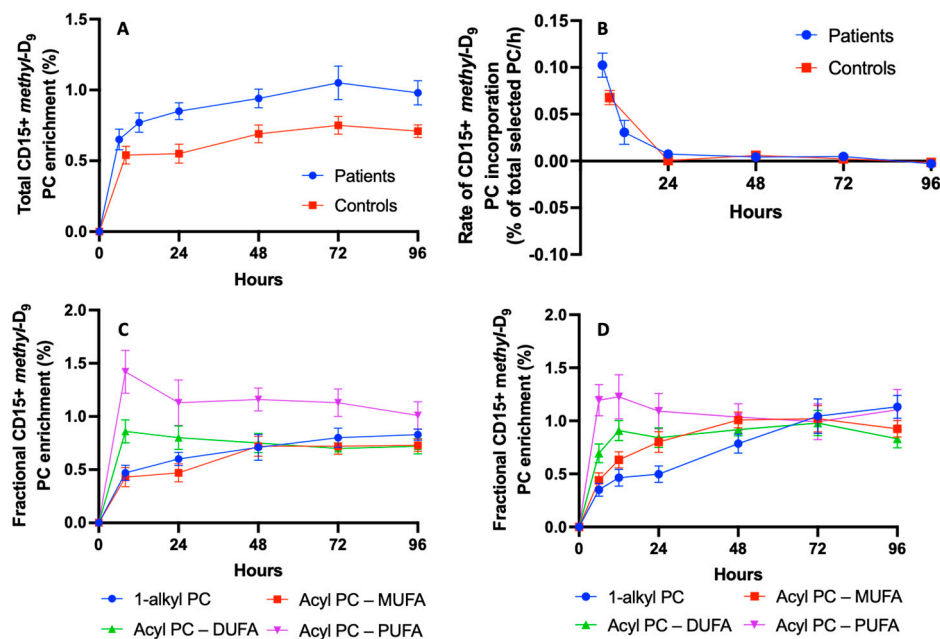 A
Total CD15+ methyl-D9
PC enrichment (%)
1.5
1.0
0.5
0.0
0 24 48 72 96
Hours
Patients
Controls
B
Rate of CD15+ methyl-D9
PC incorporation
(% of total selected PC/h)
0.15
0.10
0.05
0.00
-0.05
-0.10
24 48 72 96
Hours
Patients
Controls
C
Fractional CD15+ methyl-D9
PC enrichment (%)
2.0
1.5
1.0
0.5
0.0
0 24 48 72 96
Hours
1-alkyl PC
Acyl PC – MUFA
Acyl PC – DUFA
Acyl PC – PUFA
D
Fractional CD15+ methyl-D9
PC enrichment (%)
2.0
1.5
1.0
0.5
0.0
0 24 48 72 96
Hours
1-alkyl PC
Acyl PC – MUFA
Acyl PC – DUFA
Acyl PC – PUFA